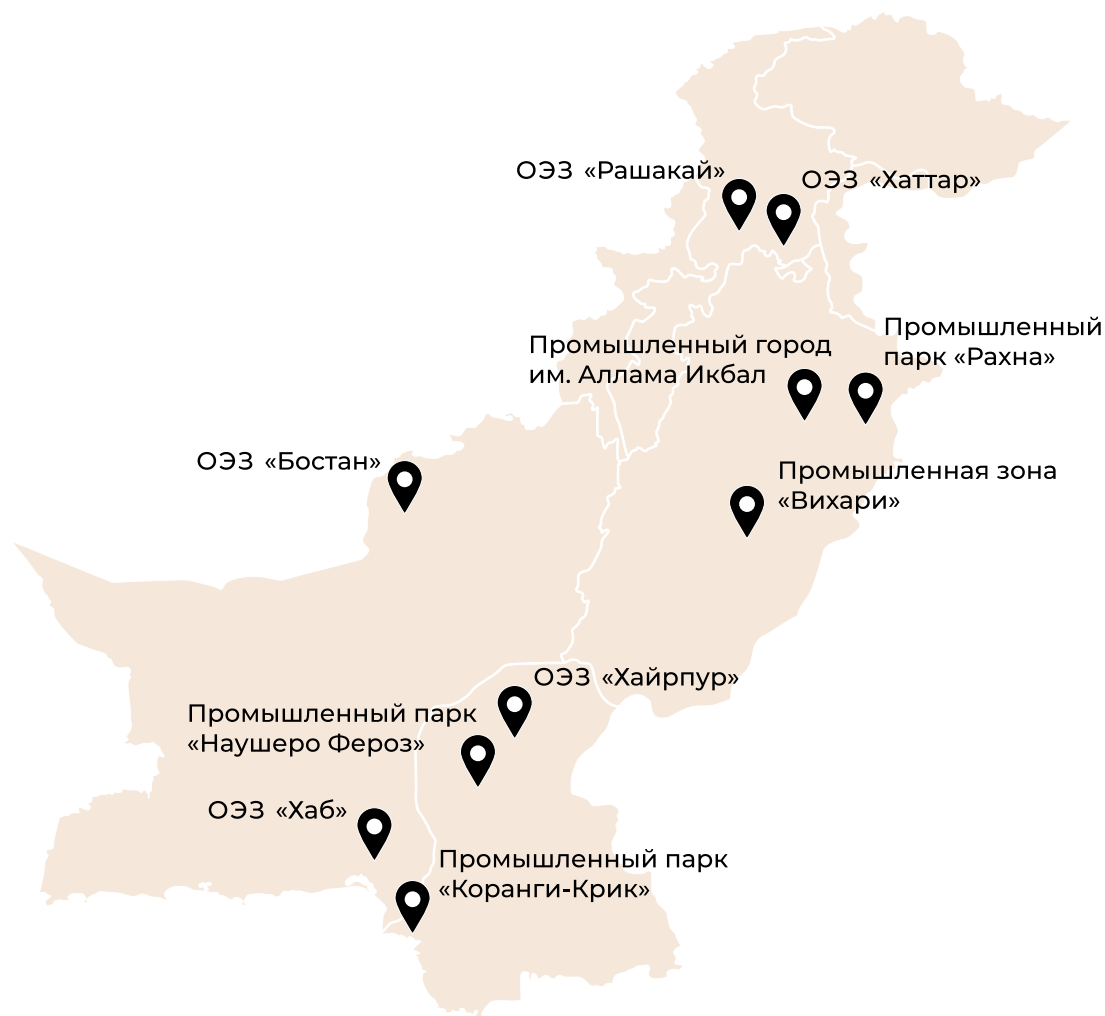 ОЭЗ «Рашакай»
ОЭЗ «Хаттар»
Промышленный
парк «Рахна»
Промышленный город
им. Аллама Икбал
ОЭЗ «Бостан»
Промышленная зона
«Вихари»
ОЭЗ «Хайрпур»
Промышленный парк
«Наушеро Фероз»
ОЭЗ «Хаб»
Промышленный парк
«Коранги-Крик»